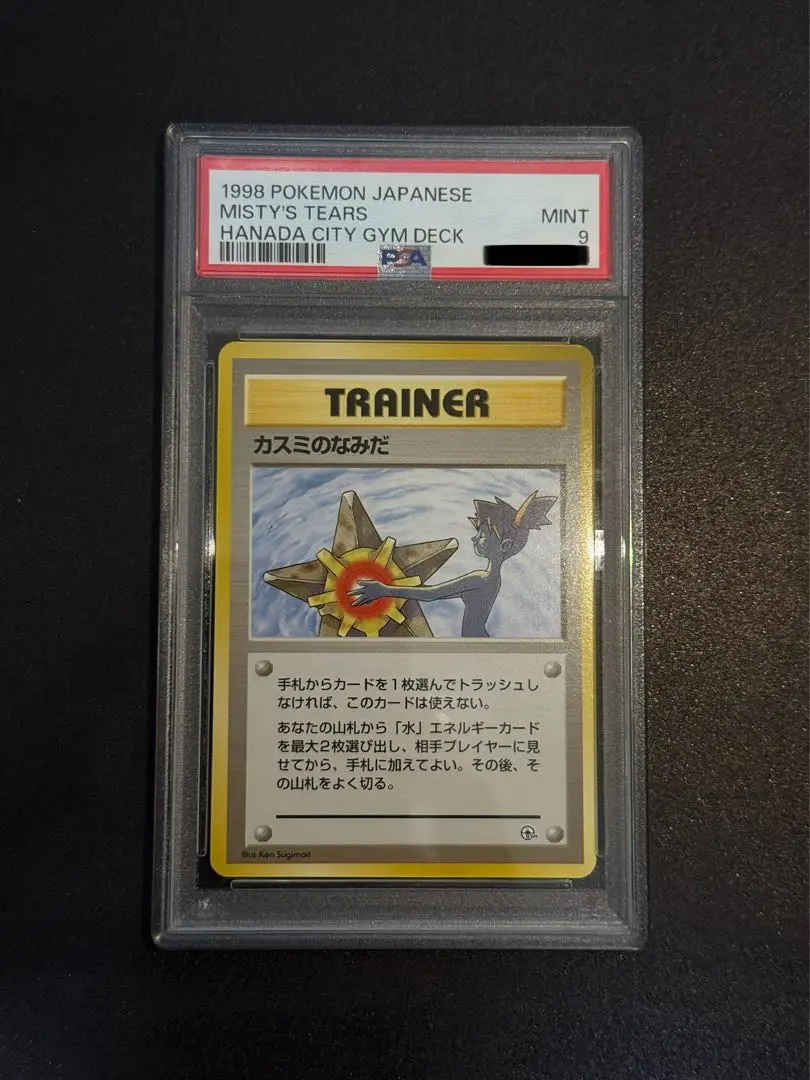 1998 POKEMON JAPANESE
MISTY'S TEARS MINT
HANADA CITY GYM DECK 9
PSA
TRAINER
カスミのなみだ
手札からカードを1枚選んでトラッシュし
なければ、このカードは使えない。
あなたの山札から「水」エネルギーカード
を最大2枚選び出し、相手プレイヤーに見
せてから、手札に加えてよい。その後、そ
の山札をよく切る。
Illus.Ken Sugimori